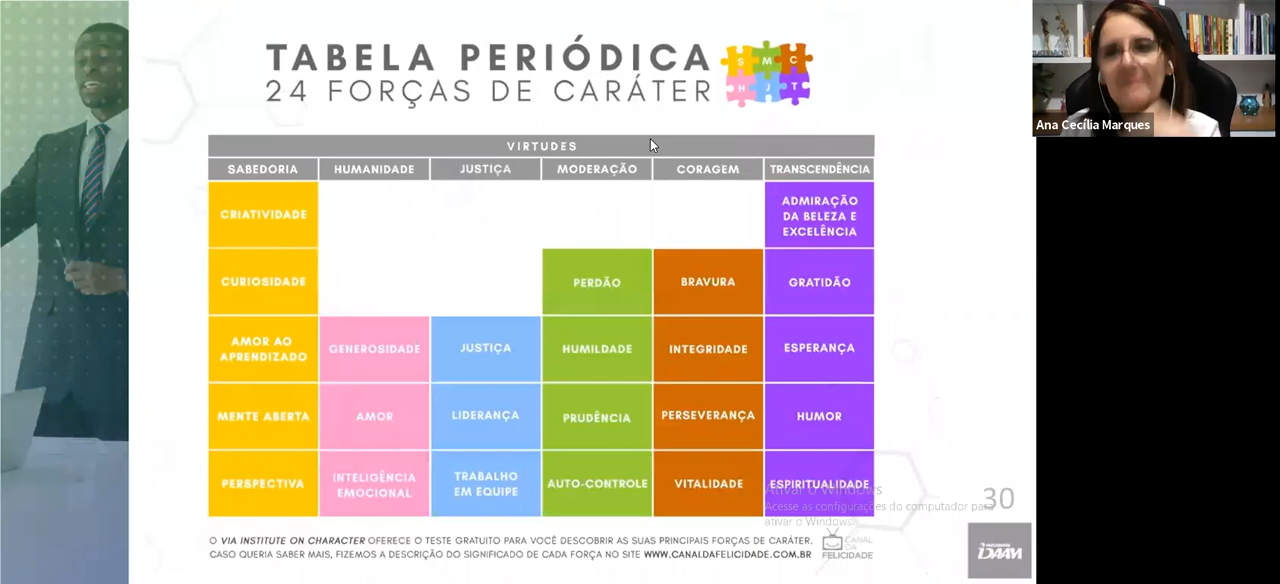 TABELA PERIÓDICA
24 FORÇAS DE CARÁTER
S M C
H J T
Ana Cecília Marques
VIRTUDES
SABEDORIA HUMANIDADE JUSTIÇA MODERAÇÃO CORAGEM TRANSCENDÊNCIA
CRIATIVIDADE
ADMIRAÇÃO
DA BELEZA E
EXCELÊNCIA
CURIOSIDADE PERDÃO BRAVURA GRATIDÃO
AMOR AO
APRENDIZADO
GENEROSIDADE JUSTIÇA HUMILDADE INTEGRIDADE ESPERANÇA
MENTE ABERTA AMOR LIDERANÇA PRUDÊNCIA PERSEVERANÇA HUMOR
PERSPECTIVA
INTELIGÊNCIA
EMOCIONAL
TRABALHO
EM EQUIPE
AUTO-CONTROLE VITALIDADE ESPIRITUALIDADE
Ativar o Windows
Acesse as configurações do computador para
ativar o Windows.
30
O VIA INSTITUTE ON CHARACTER OFERECE O TESTE GRATUITO PARA VOCÊ DESCOBRIR AS SUAS PRINCIPAIS FORÇAS DE CARÁTER.
CASO QUERIA SABER MAIS, FIZEMOS A DESCRIÇÃO DO SIGNIFICADO DE CADA FORÇA NO SITE WWW.CANALDAFELICIDADE.COM.BR
CANAL
DA
FELICIDADE
IDAAM